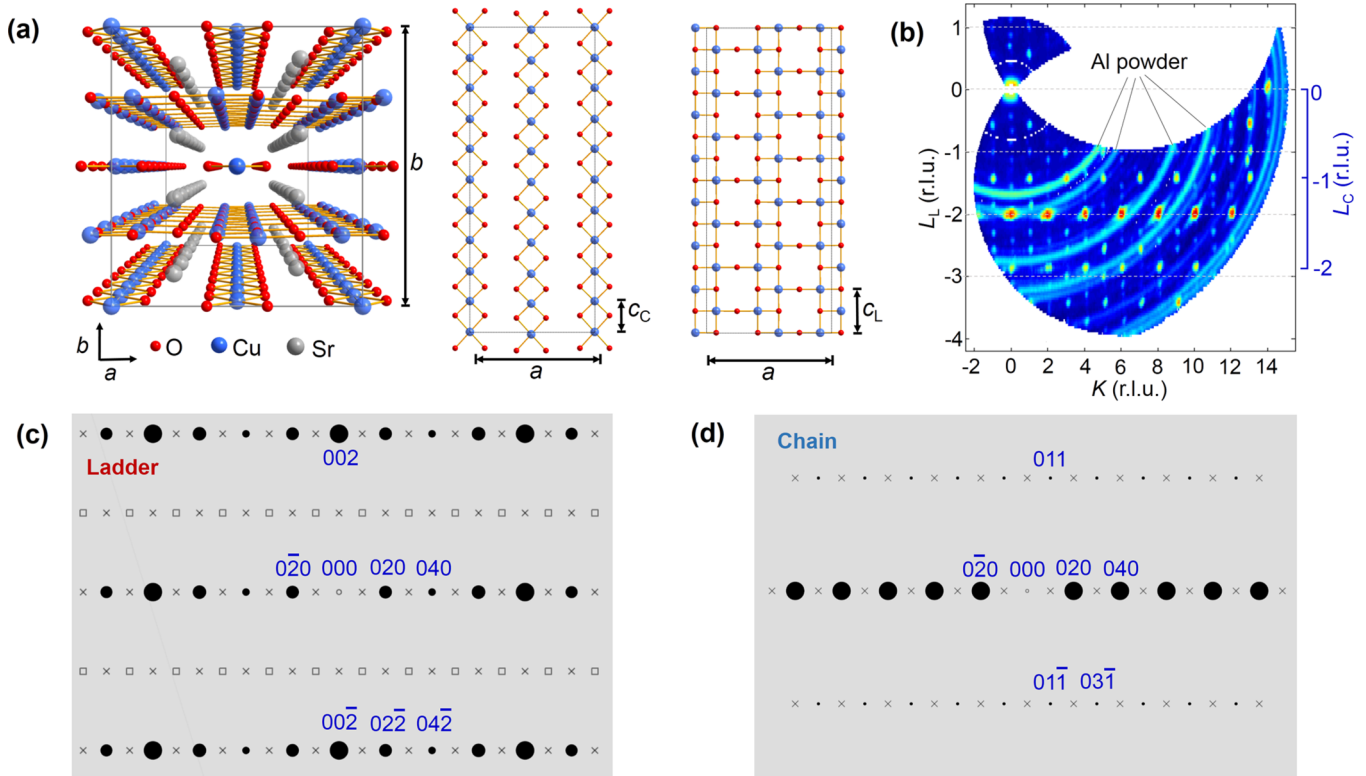 (a)
b
b
a
O
Cu
Sr
c_C
a
c_L
a
(b)
Al powder
1
0
-1
-2
-3
-4
L_L (r.l.u.)
-2 0 2 4 6 8 10 12 14
K (r.l.u.)
0
-1
-2
L_C (r.l.u.)
(c)
Ladder
002
02̅0 000 020 040
002̅ 022̅ 042̅
(d)
Chain
011
02̅0 000 020 040
011̅ 031̅